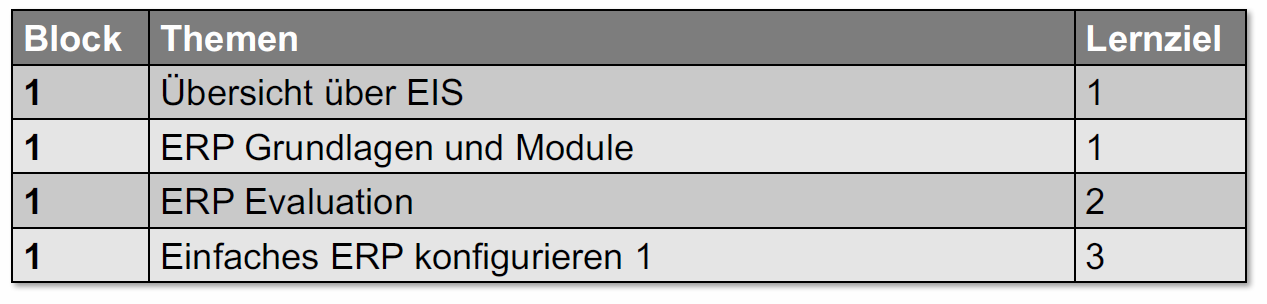 Block Themen Lernziel
1 Übersicht über EIS 1
1 ERP Grundlagen und Module 1
1 ERP Evaluation 2
1 Einfaches ERP konfigurieren 1 3